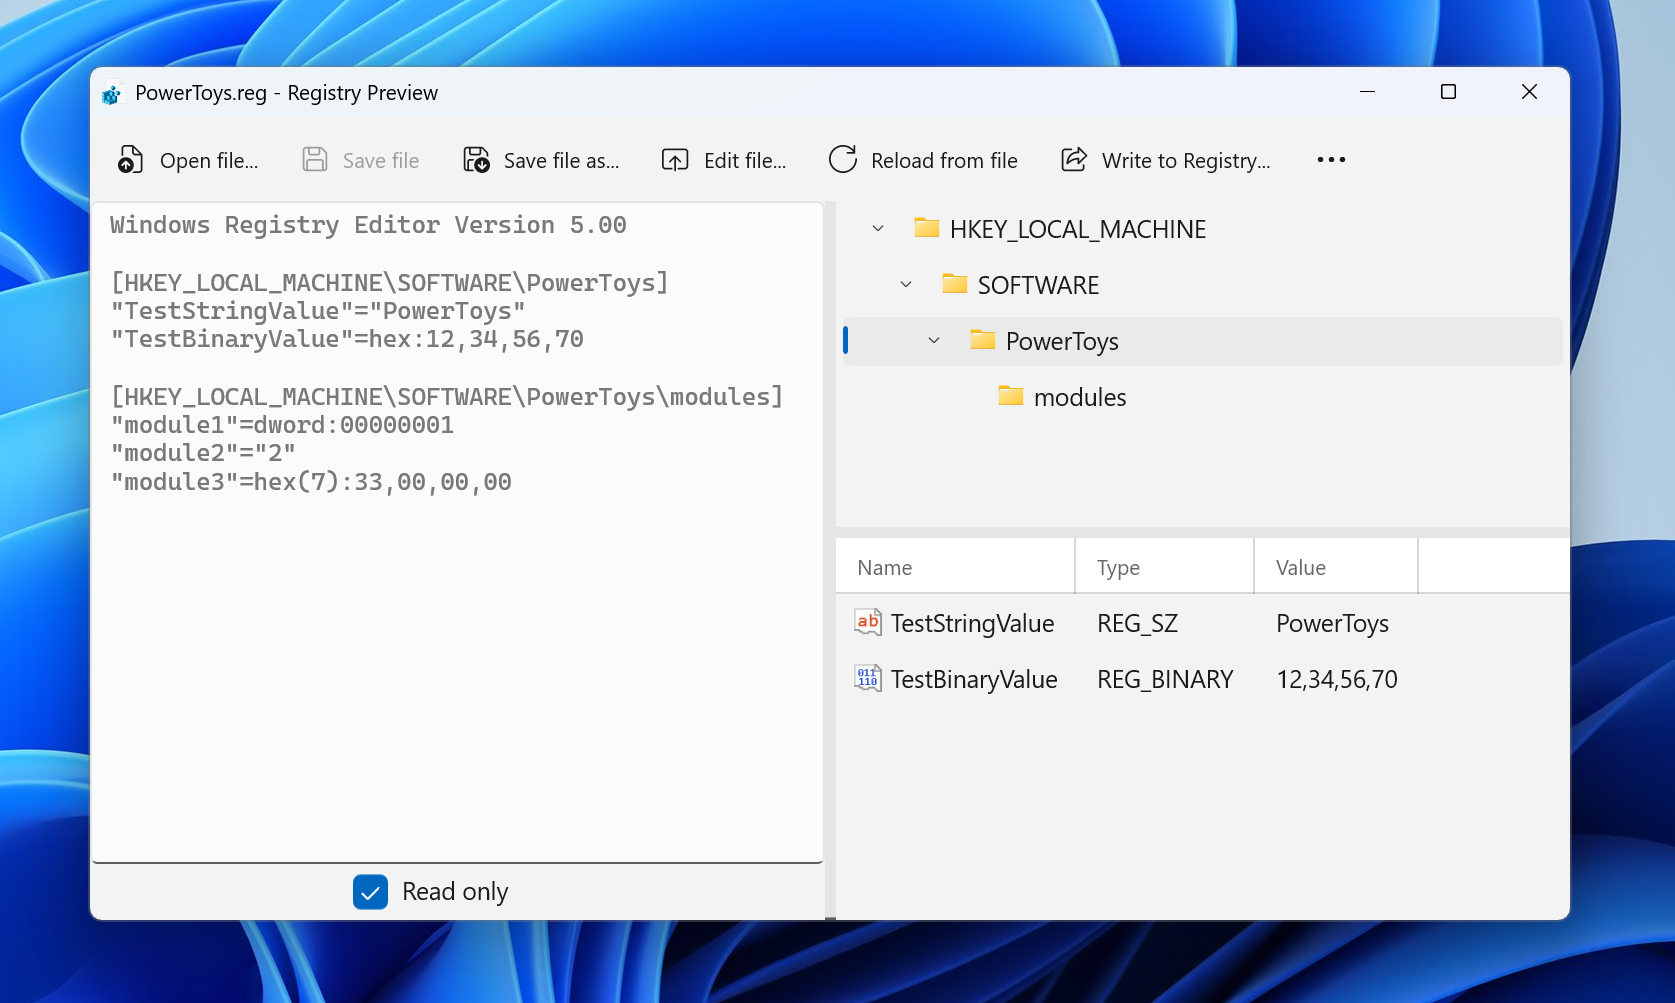 PowerToys.reg - Registry Preview
Open file...
Save file
Save file as...
Edit file...
Reload from file
Write to Registry...
Windows Registry Editor Version 5.00
[HKEY_LOCAL_MACHINE\SOFTWARE\PowerToys]
"TestStringValue"="PowerToys"
"TestBinaryValue"=hex:12,34,56,70
[HKEY_LOCAL_MACHINE\SOFTWARE\PowerToys\modules]
"module1"=dword:00000001
"module2"="2"
"module3"=hex(7):33,00,00,00
Read only
HKEY_LOCAL_MACHINE
SOFTWARE
PowerToys
modules
Name Type Value
ab TestStringValue REG_SZ PowerToys
011 110 TestBinaryValue REG_BINARY 12,34,56,70